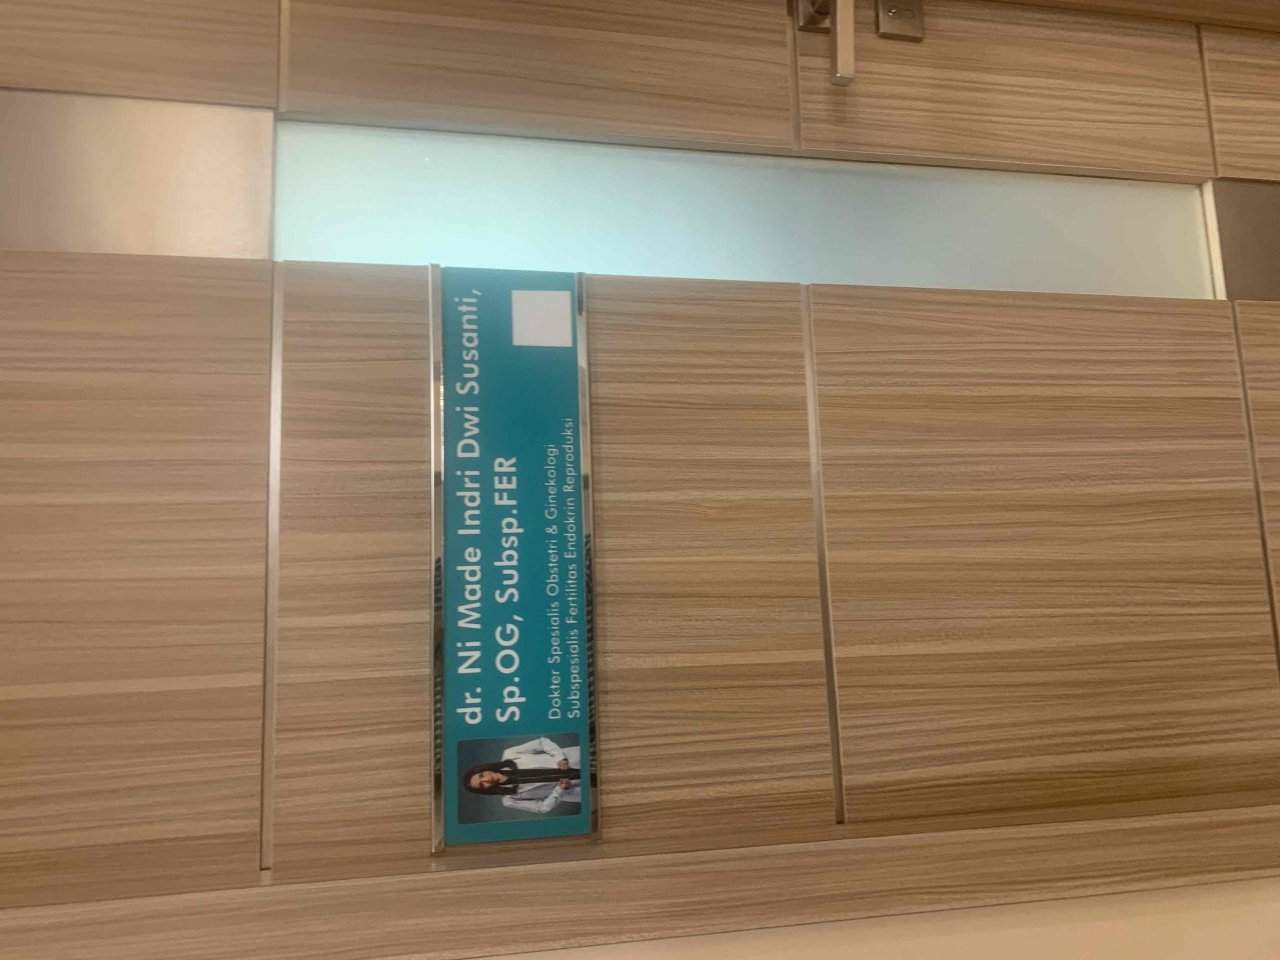 dr. Ni Made Indri Dwi Susanti,
Sp.OG, Subsp.FER
Dokter Spesialis Obstetri & Ginekologi
Subspesialis Fertilitas Endokrin Reproduksi